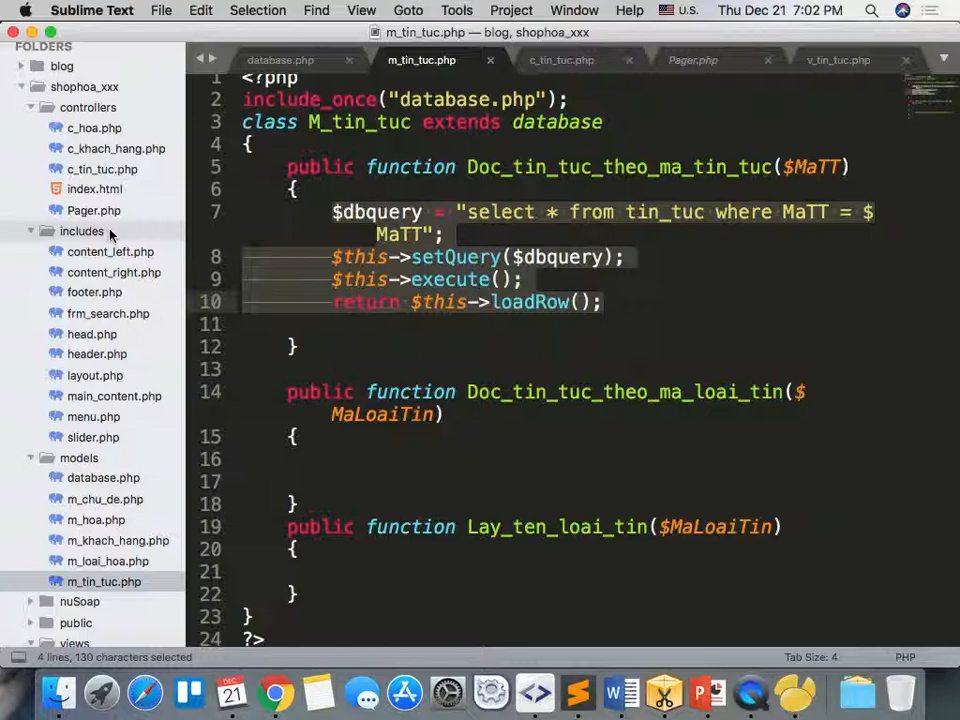 Sublime Text File Edit Selection Find View Goto Tools Project Window Help U.S. Thu Dec 21 7:02 PM
m_tin_tuc.php — blog, shophoa_xxx
FOLDERS
blog
shophoa_xxx
controllers
c_hoa.php
c_khach_hang.php
c_tin_tuc.php
index.html
Pager.php
includes
content_left.php
content_right.php
footer.php
frm_search.php
head.php
header.php
layout.php
main_content.php
menu.php
slider.php
models
database.php
m_chu_de.php
m_hoa.php
m_khach_hang.php
m_loai_hoa.php
m_tin_tuc.php
nuSoap
public
views
database.php × m_tin_tuc.php × c_tin_tuc.php × Pager.php × v_tin_tuc.php ×
1 <?php
2 include_once("database.php");
3 class M_tin_tuc extends database
4 {
5 public function Doc_tin_tuc_theo_ma_tin_tuc($MaTT)
6 {
7 $dbquery = "select * from tin_tuc where MaTT = $
MaTT";
8 $this->setQuery($dbquery);
9 $this->execute();
10 return $this->loadRow();
11
12 }
13
14 public function Doc_tin_tuc_theo_ma_loai_tin($
MaLoaiTin)
15 {
16
17
18 }
19 public function Lay_ten_loai_tin($MaLoaiTin)
20 {
21
22 }
23 }
24 ?>
4 lines, 130 characters selected Tab Size: 4 PHP
DEC
21